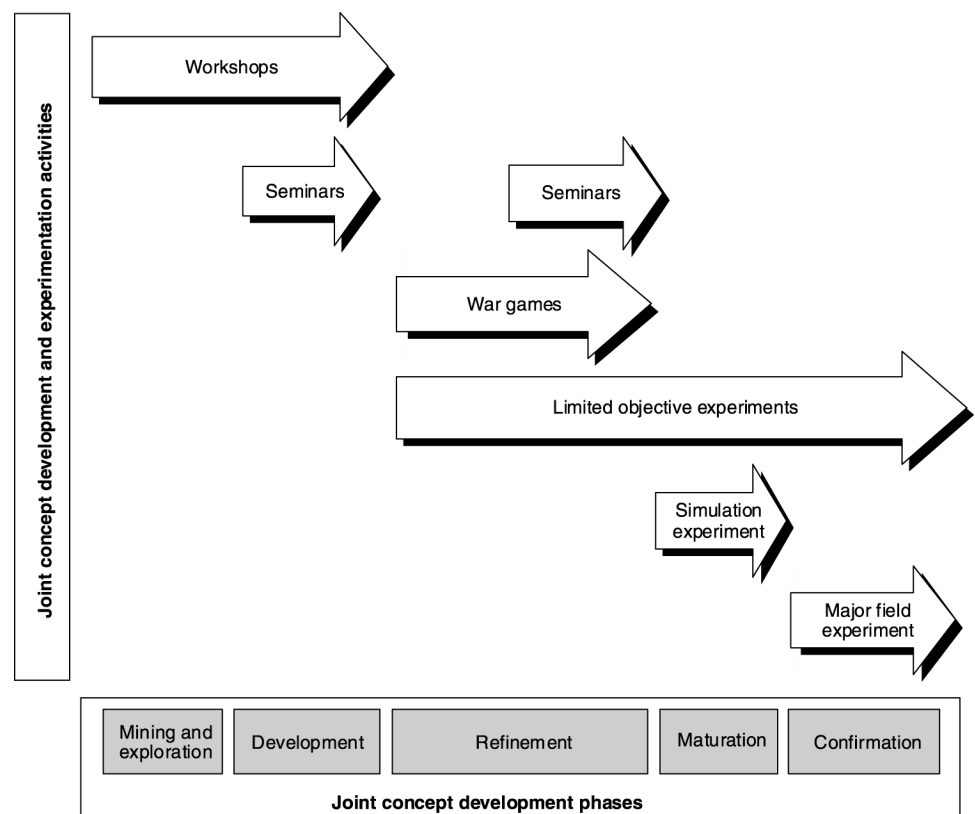 Joint concept development and experimentation activities
Workshops
Seminars
Seminars
War games
Limited objective experiments
Simulation
experiment
Major field
experiment
Mining and
exploration
Development
Refinement
Maturation
Confirmation
Joint concept development phases